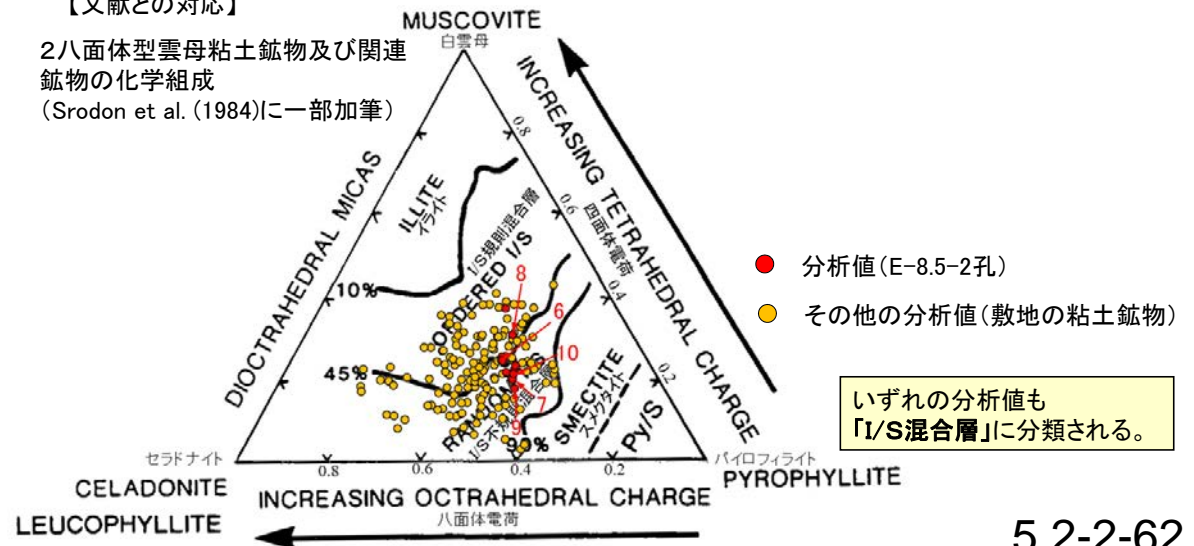 【文献との対応】
2八面体型雲母粘土鉱物及び関連
鉱物の化学組成
(Srodon et al. (1984)に一部加筆)
MUSCOVITE
白雲母
INCREASING TETRAHEDRAL CHARGE
四面体電荷
DIOCTRAHEDRAL MICAS
0.8
0.6
0.4
0.2
ILLITE
イライト
I/S規則混合層
ORDERED I/S
10%
45%
8
6
10
7
9
I/S不規則混合層
SMECTITE
スメクタイト
Py/S
● 分析値(E-8.5-2孔)
● その他の分析値(敷地の粘土鉱物)
いずれの分析値も
「I/S混合層」に分類される。
セラドナイト
パイロフィライト
0.8
0.6
0.4
0.2
CELADONITE
PYROPHYLLITE
INCREASING OCTRAHEDRAL CHARGE
八面体電荷
LEUCOPHYLLITE
5.2-2-62